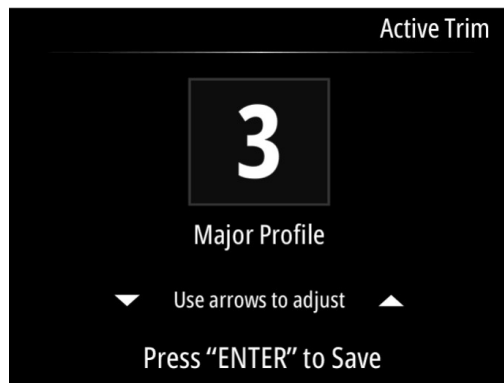 Active Trim
3
Major Profile
Use arrows to adjust
Press “ENTER” to Save